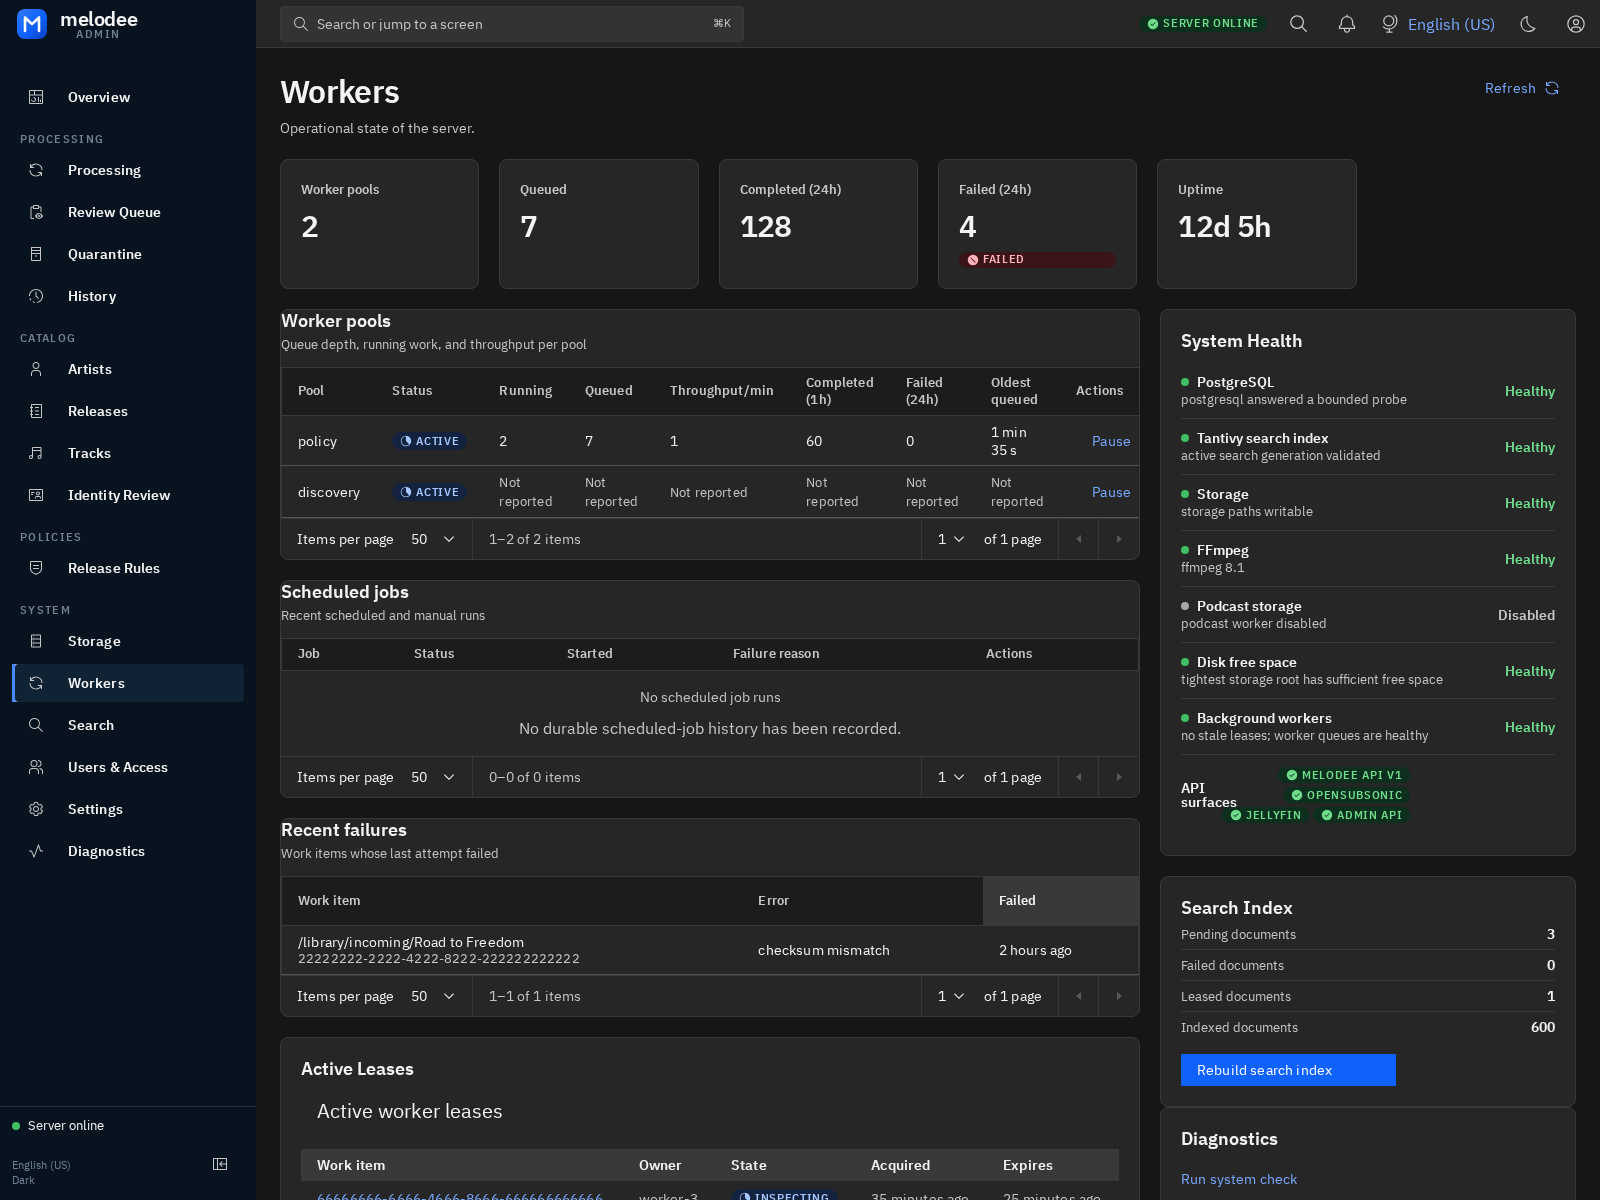 melodee
ADMIN
Search or jump to a screen
⌘K
SERVER ONLINE
English (US)
Overview
PROCESSING
Processing
Review Queue
Quarantine
History
CATALOG
Artists
Releases
Tracks
Identity Review
POLICIES
Release Rules
SYSTEM
Storage
Workers
Search
Users & Access
Settings
Diagnostics
Server online
English (US)
Dark
Workers
Refresh
Operational state of the server.
Worker pools
2
Queued
7
Completed (24h)
128
Failed (24h)
4
FAILED
Uptime
12d 5h
Worker pools
Queue depth, running work, and throughput per pool
Pool Status Running Queued Throughput/min Completed (1h) Failed (24h) Oldest queued Actions
policy ACTIVE 2 7 1 60 0 1 min 35 s Pause
discovery ACTIVE Not reported Not reported Not reported Not reported Not reported Not reported Pause
Items per page 50 1–2 of 2 items 1 of 1 page
Scheduled jobs
Recent scheduled and manual runs
Job Status Started Failure reason Actions
No scheduled job runs
No durable scheduled-job history has been recorded.
Items per page 50 0–0 of 0 items 1 of 1 page
Recent failures
Work items whose last attempt failed
Work item Error Failed
/library/incoming/Road to Freedom
22222222-2222-4222-8222-222222222222
checksum mismatch
2 hours ago
Items per page 50 1–1 of 1 items 1 of 1 page
Active Leases
Active worker leases
Work item Owner State Acquired Expires
66666666-6666-4666-8666-666666666666 worker-3 INSPECTING 35 minutes ago 25 minutes ago
System Health
PostgreSQL
postgresql answered a bounded probe
Healthy
Tantivy search index
active search generation validated
Healthy
Storage
storage paths writable
Healthy
FFmpeg
ffmpeg 8.1
Healthy
Podcast storage
podcast worker disabled
Disabled
Disk free space
tightest storage root has sufficient free space
Healthy
Background workers
no stale leases; worker queues are healthy
Healthy
API surfaces
MELODEE API V1
OPENSUBSONIC
JELLYFIN ADMIN API
Search Index
Pending documents 3
Failed documents 0
Leased documents 1
Indexed documents 600
Rebuild search index
Diagnostics
Run system check